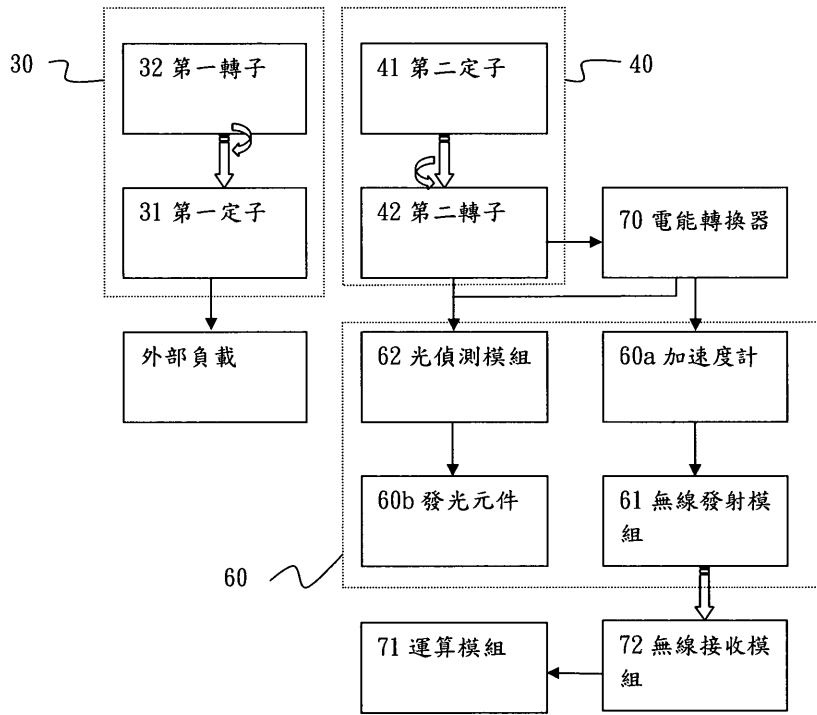 30
32 第一轉子
31 第一定子
外部負載
40
41 第二定子
42 第二轉子
70 電能轉換器
62 光偵測模組
60a 加速度計
60b 發光元件
61 無線發射模
組
60
71 運算模組
72 無線接收模
組